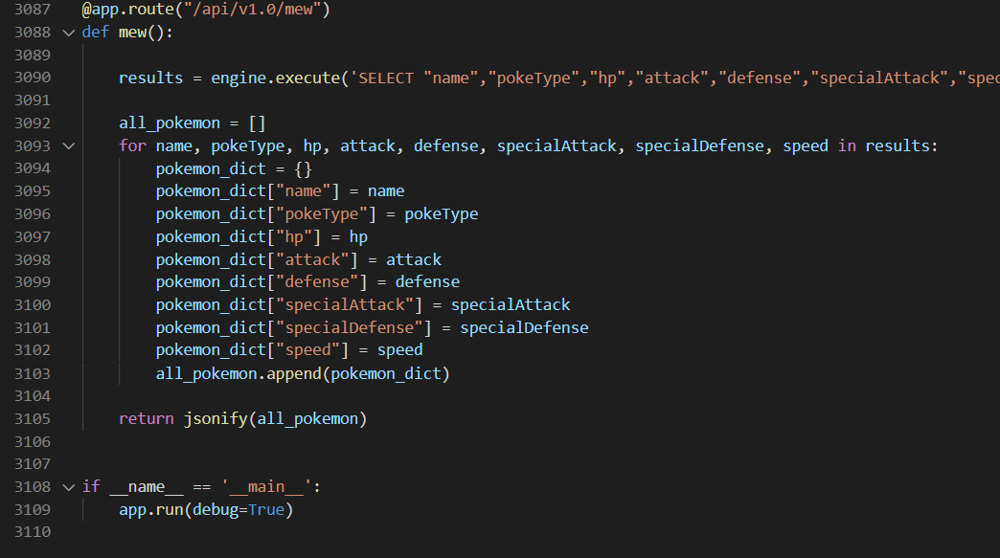 3087 @app.route("/api/v1.0/mew")
3088 def mew():
3089
3090 results = engine.execute('SELECT "name","pokeType","hp","attack","defense","specialAttack","spec
3091
3092 all_pokemon = []
3093 for name, pokeType, hp, attack, defense, specialAttack, specialDefense, speed in results:
3094 pokemon_dict = {}
3095 pokemon_dict["name"] = name
3096 pokemon_dict["pokeType"] = pokeType
3097 pokemon_dict["hp"] = hp
3098 pokemon_dict["attack"] = attack
3099 pokemon_dict["defense"] = defense
3100 pokemon_dict["specialAttack"] = specialAttack
3101 pokemon_dict["specialDefense"] = specialDefense
3102 pokemon_dict["speed"] = speed
3103 all_pokemon.append(pokemon_dict)
3104
3105 return jsonify(all_pokemon)
3106
3107
3108 if __name__ == '__main__':
3109 app.run(debug=True)
3110